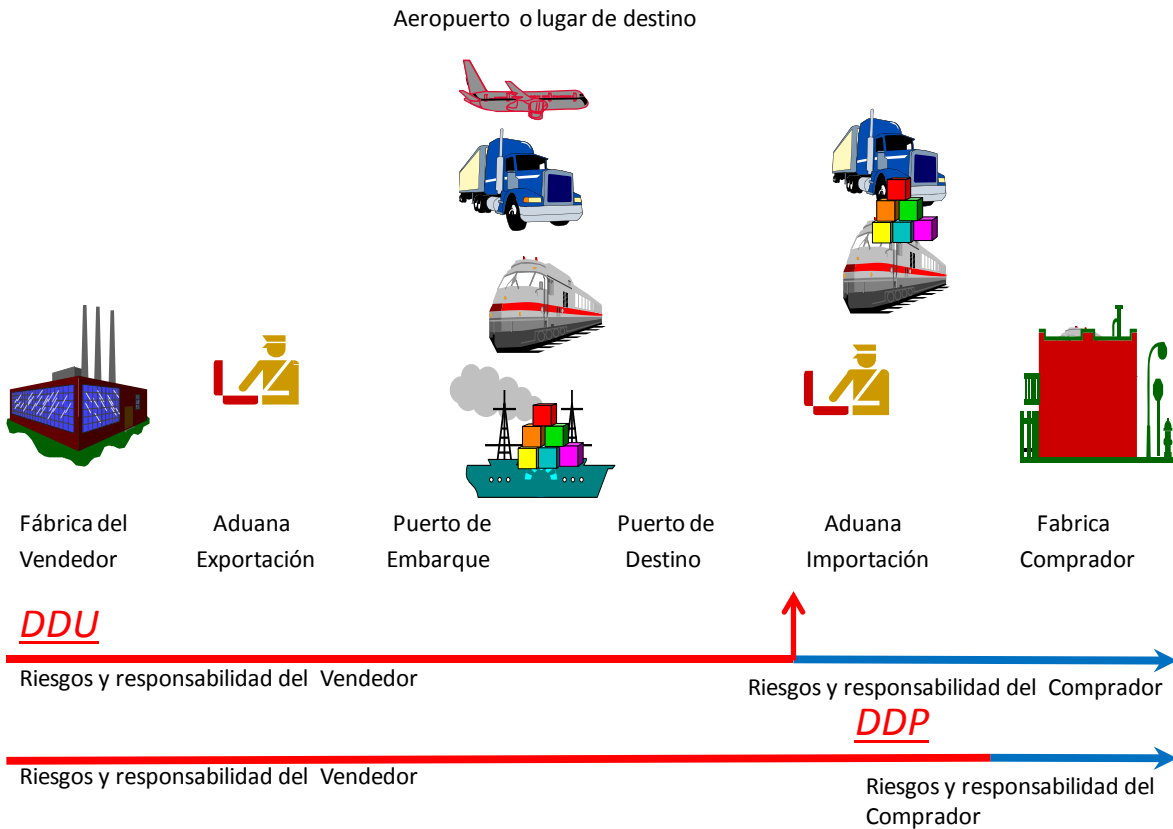 Aeropuerto o lugar de destino
Fábrica del
Vendedor
Aduana
Exportación
Puerto de
Embarque
Puerto de
Destino
Aduana
Importación
Fabrica
Comprador
DDU
Riesgos y responsabilidad del Vendedor
Riesgos y responsabilidad del Comprador
DDP
Riesgos y responsabilidad del Vendedor
Riesgos y responsabilidad del
Comprador